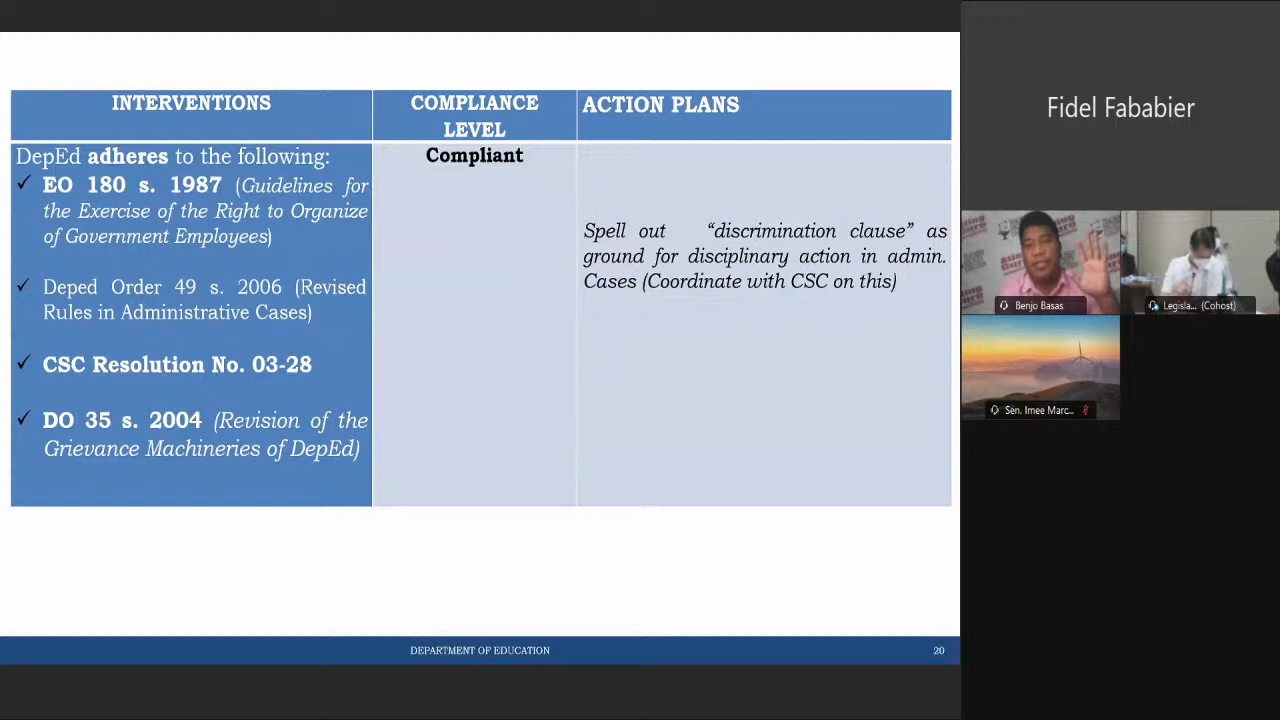 INTERVENTIONS
COMPLIANCE
LEVEL
ACTION PLANS
DepEd adheres to the following:
✓ EO 180 s. 1987 (Guidelines for
the Exercise of the Right to Organize
of Government Employees)
✓ Deped Order 49 s. 2006 (Revised
Rules in Administrative Cases)
✓ CSC Resolution No. 03-28
✓ DO 35 s. 2004 (Revision of the
Grievance Machineries of DepEd)
Compliant
Spell out “discrimination clause” as
ground for disciplinary action in admin.
Cases (Coordinate with CSC on this)
DEPARTMENT OF EDUCATION
20
Fidel Fababier
Benjo Basas
Legisla... (Cohost)
Sen. Imee Marc...